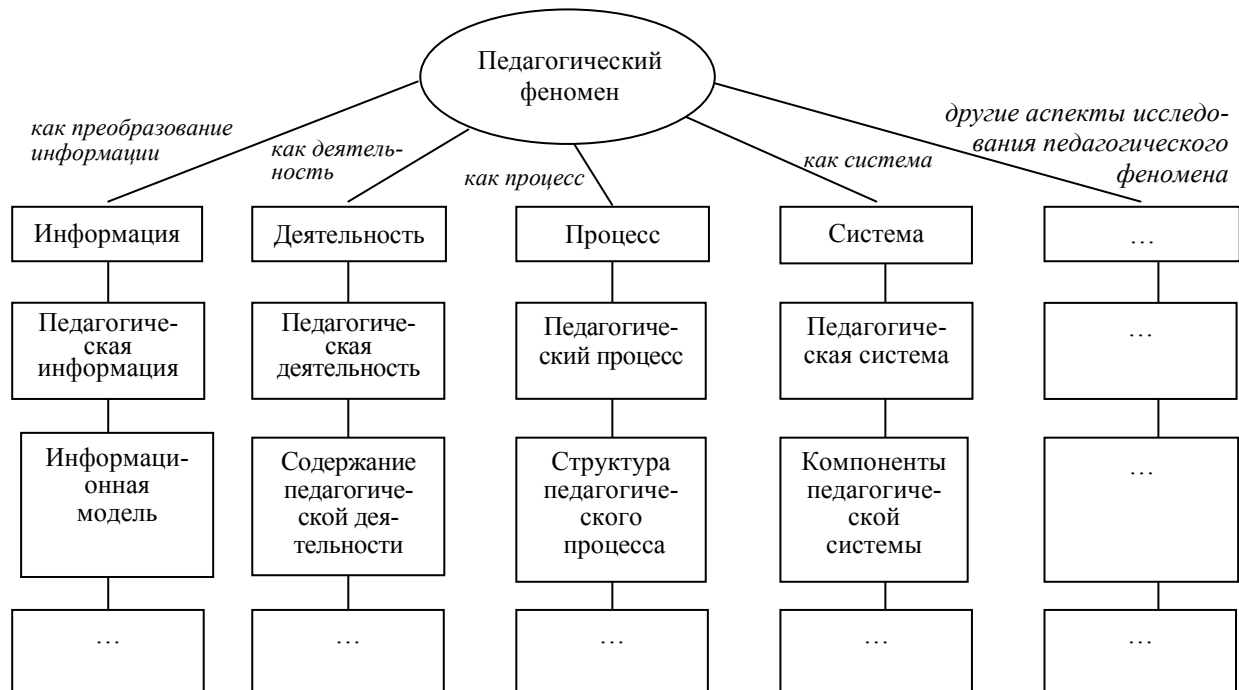 Педагогический
феномен
как преобразование
информации
как деятель-
ность
как процесс
как система
другие аспекты исследо-
вания педагогического
феномена
Информация
Деятельность
Процесс
Система
…
Педагогиче-
ская
информация
Педагогиче-
ская
деятельность
Педагогиче-
ский процесс
Педагогиче-
ская система
…
Информаци-
онная
модель
Содержание
педагогиче-
ской дея-
тельности
Структура
педагогиче-
ского
процесса
Компоненты
педагогиче-
ской
системы
…
…
…
…
…
…